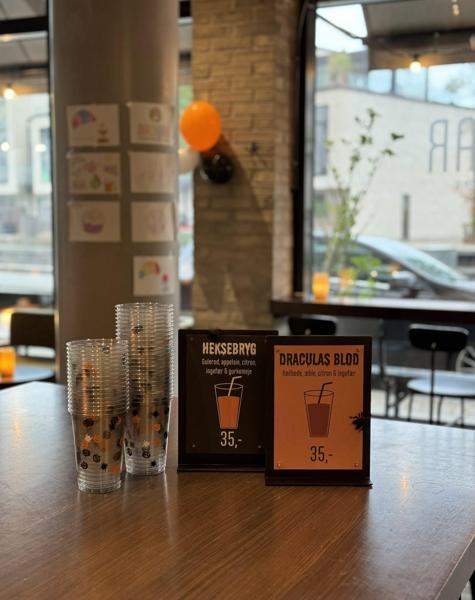 HEKSEBRYG
Gulerod, appelsin, citron,
ingefær & gurkemeje
35,-
DRACULAS BLOD
Rødbede, æble, citron & ingefær
35,-